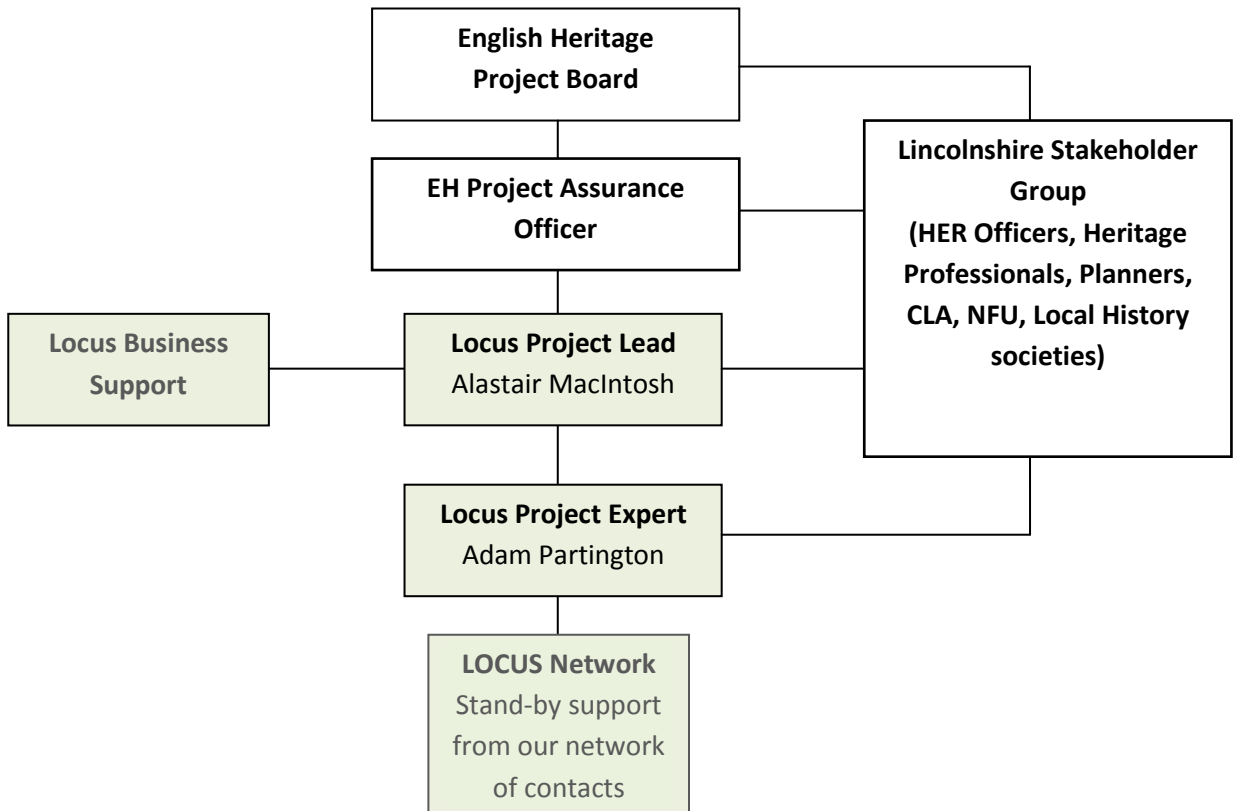 English Heritage
Project Board
EH Project Assurance
Officer
Lincolnshire Stakeholder
Group
(HER Officers, Heritage
Professionals, Planners,
CLA, NFU, Local History
societies)
Locus Business
Support
Locus Project Lead
Alastair MacIntosh
Locus Project Expert
Adam Partington
LOCUS Network
Stand-by support
from our network
of contacts